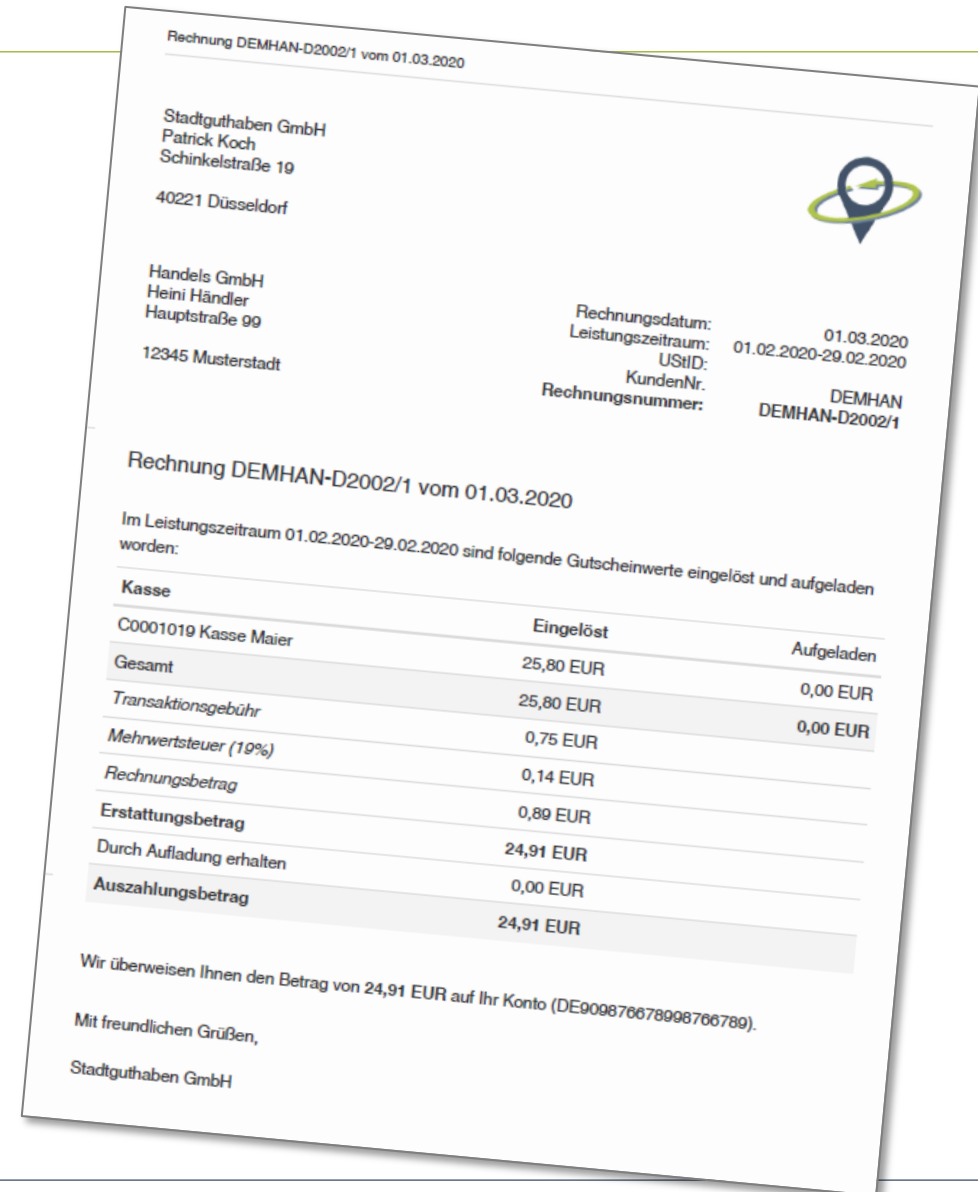 Rechnung DEMHAN-D2002/1 vom 01.03.2020
Stadtguthaben GmbH
Patrick Koch
Schinkelstraße 19
40221 Düsseldorf
Handels GmbH
Heini Händler
Hauptstraße 99
12345 Musterstadt
Rechnungsdatum: 01.03.2020
Leistungszeitraum: 01.02.2020-29.02.2020
UStID:
KundenNr. DEMHAN
Rechnungsnummer: DEMHAN-D2002/1
Rechnung DEMHAN-D2002/1 vom 01.03.2020
Im Leistungszeitraum 01.02.2020-29.02.2020 sind folgende Gutscheinwerte eingelöst und aufgeladen
worden:
Kasse Eingelöst Aufgeladen
C0001019 Kasse Maier 25,80 EUR 0,00 EUR
Gesamt 25,80 EUR 0,00 EUR
Transaktionsgebühr 0,75 EUR
Mehrwertsteuer (19%) 0,14 EUR
Rechnungsbetrag 0,89 EUR
Erstattungsbetrag 24,91 EUR
Durch Aufladung erhalten 0,00 EUR
Auszahlungsbetrag 24,91 EUR
Wir überweisen Ihnen den Betrag von 24,91 EUR auf Ihr Konto (DE909876678998766789).
Mit freundlichen Grüßen,
Stadtguthaben GmbH